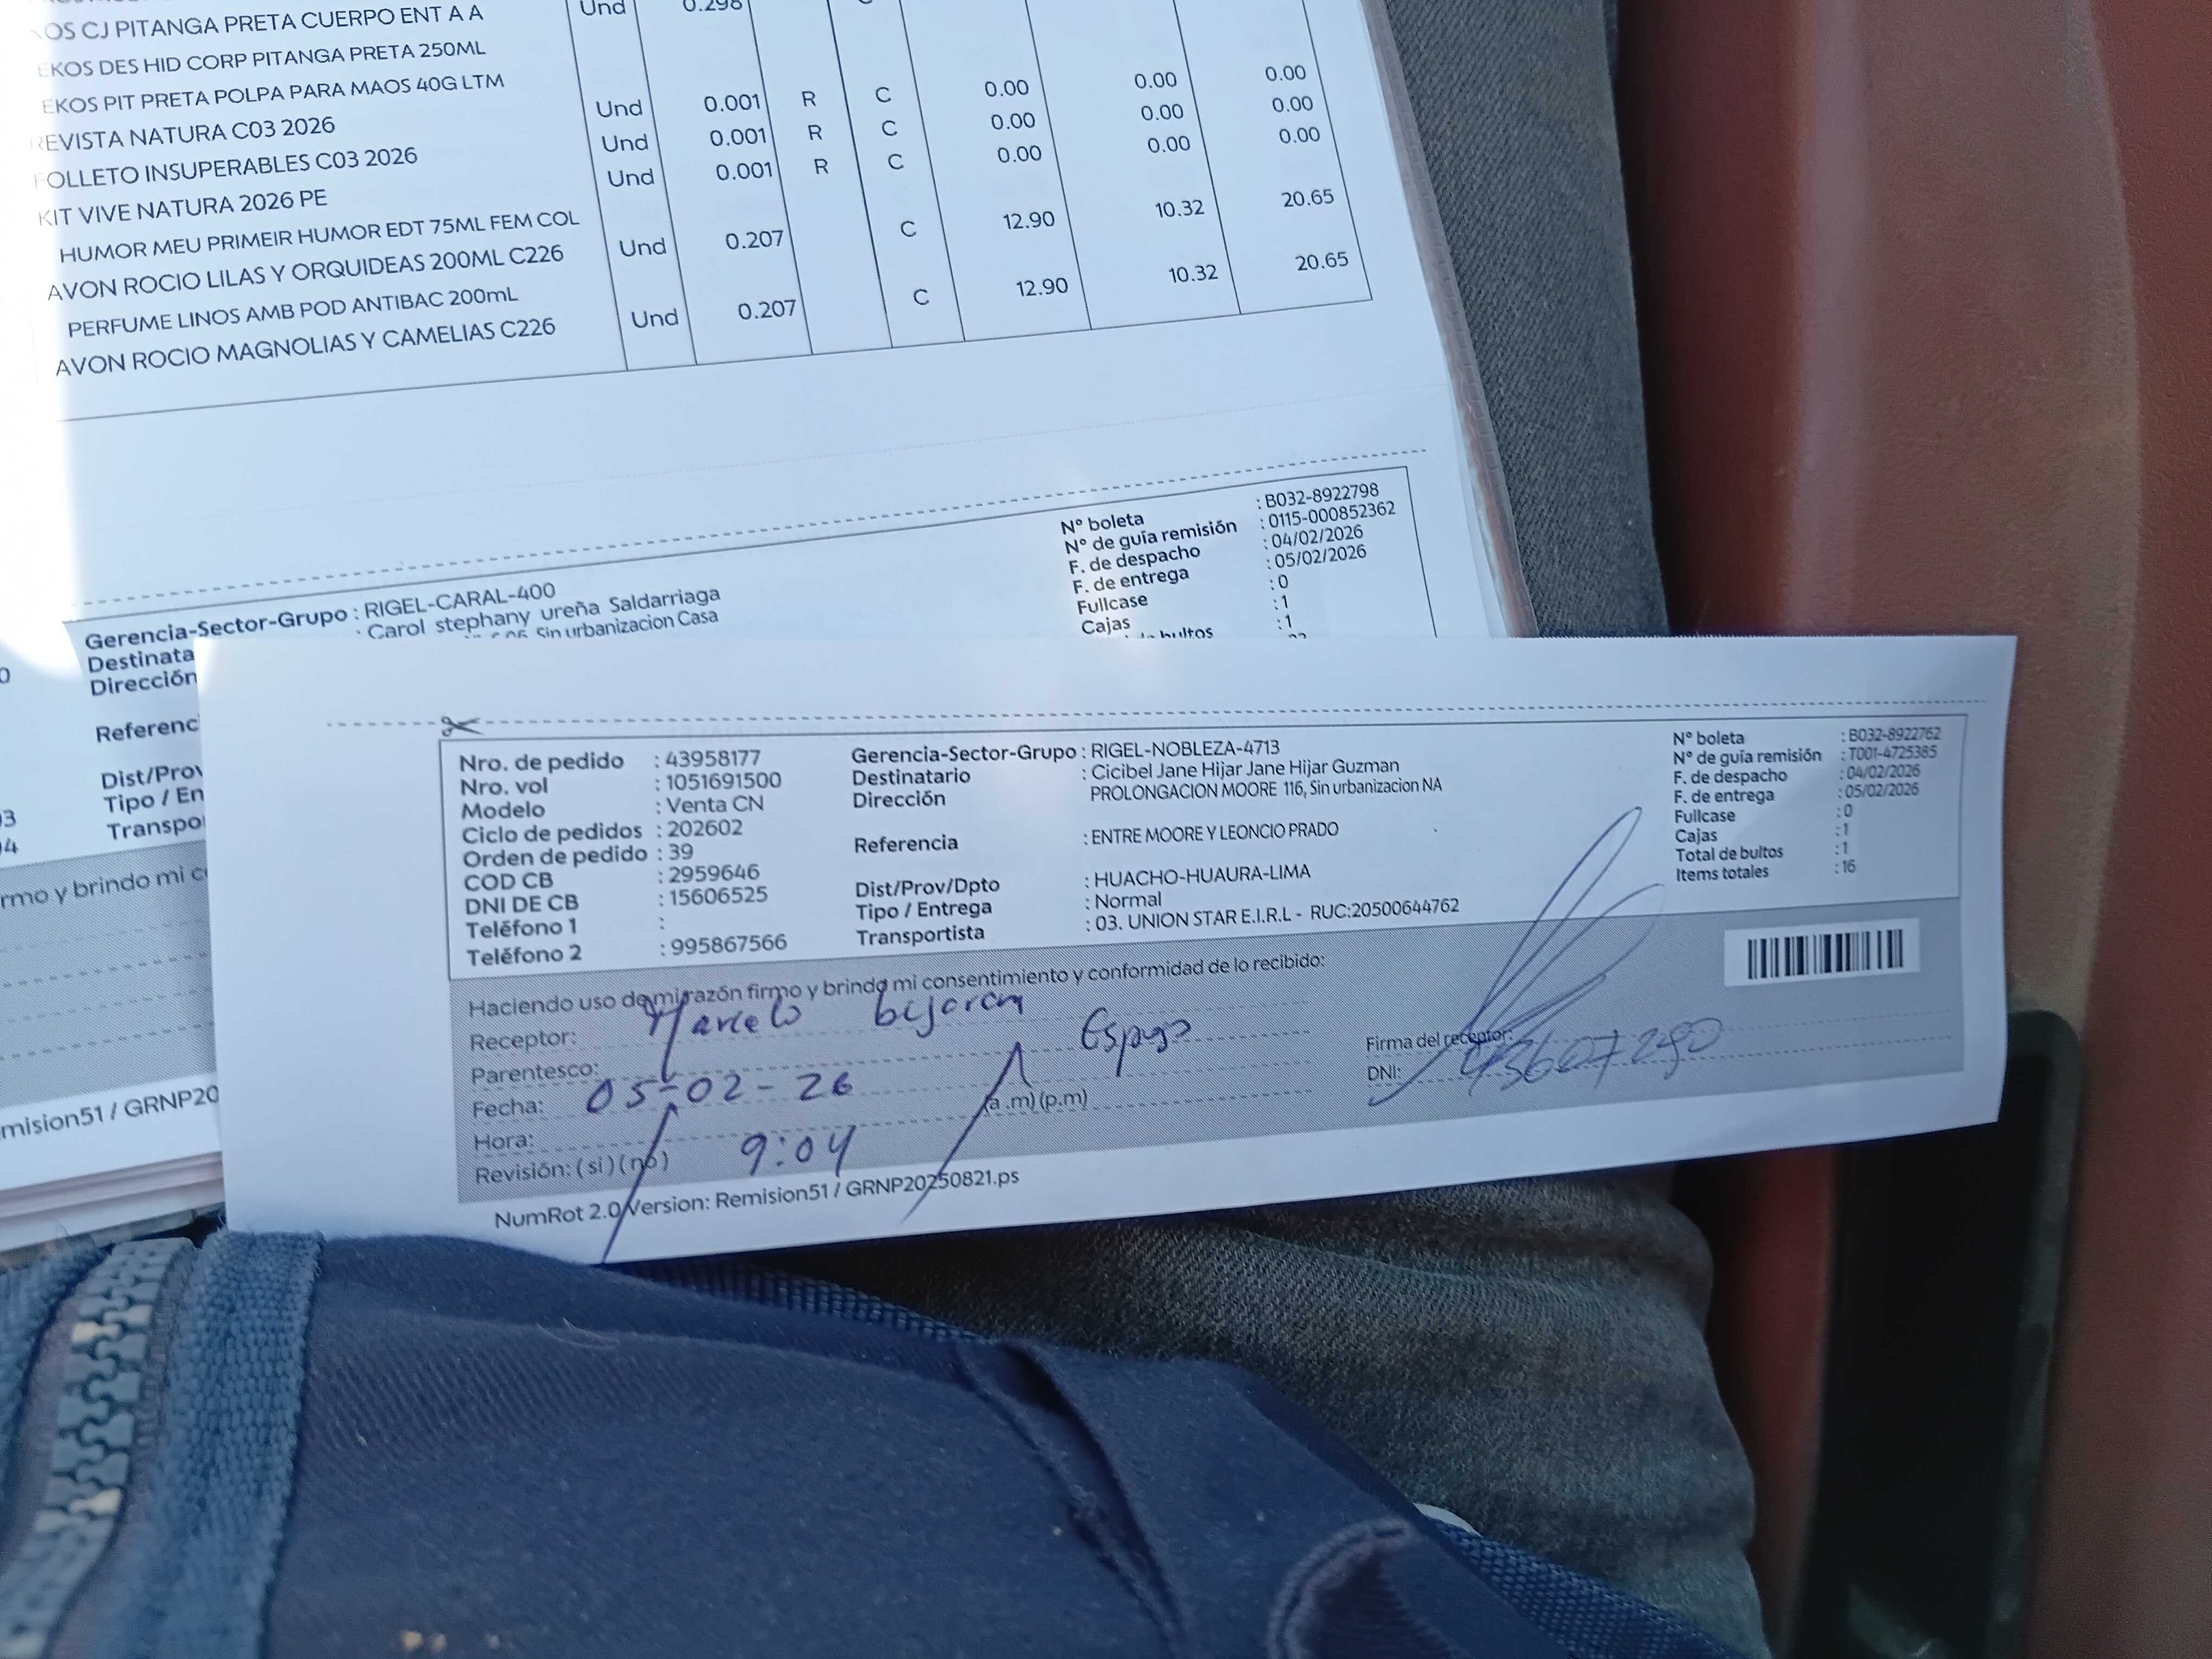 OS CJ PITANGA PRETA CUERPO ENT A A Und 0.298
EKOS DES HID CORP PITANGA PRETA 250ML
EKOS PIT PRETA POLPA PARA MAOS 40G LTM
REVISTA NATURA C03 2026 Und 0.001 R C 0.00 0.00 0.00
FOLLETO INSUPERABLES C03 2026 Und 0.001 R C 0.00 0.00 0.00
KIT VIVE NATURA 2026 PE Und 0.001 R C 0.00 0.00 0.00
HUMOR MEU PRIMEIR HUMOR EDT 75ML FEM COL
AVON ROCIO LILAS Y ORQUIDEAS 200ML C226 Und 0.207 C 12.90 10.32 20.65
PERFUME LINOS AMB POD ANTIBAC 200mL
AVON ROCIO MAGNOLIAS Y CAMELIAS C226 Und 0.207 C 12.90 10.32 20.65
Nº boleta : B032-8922798
Nº de guía remisión : 0115-000852362
F. de despacho : 04/02/2026
F. de entrega : 05/02/2026
Fullcase : 0
Cajas : 1
bultos : 1
Gerencia-Sector-Grupo : RIGEL-CARAL-400
Destinata : Carol stephany ureña Saldarriaga
Dirección Sin urbanizacion Casa
Referenc
Dist/Prov
Tipo / En
Transpo
rmo y brindo mi c
mision51 / GRNP20
Nro. de pedido : 43958177
Nro. vol : 1051691500
Modelo : Venta CN
Ciclo de pedidos : 202602
Orden de pedido : 39
COD CB : 2959646
DNI DE CB : 15606525
Teléfono 1 :
Teléfono 2 : 995867566
Gerencia-Sector-Grupo : RIGEL-NOBLEZA-4713
Destinatario : Cicibel Jane Hijar Jane Hijar Guzman
Dirección PROLONGACION MOORE 116, Sin urbanizacion NA
Referencia : ENTRE MOORE Y LEONCIO PRADO
Dist/Prov/Dpto : HUACHO-HUAURA-LIMA
Tipo / Entrega : Normal
Transportista : 03. UNION STAR E.I.R.L - RUC:20500644762
Nº boleta : B032-8922762
Nº de guía remisión : T001-4725385
F. de despacho : 04/02/2026
F. de entrega : 05/02/2026
Fullcase : 0
Cajas : 1
Total de bultos : 1
Items totales : 16
Haciendo uso de mi razón firmo y brindo mi consentimiento y conformidad de lo recibido:
Receptor: Marcelo
Parentesco:
Fecha: 05-02-26
Hora: 9:04 (a.m) (p.m)
Revisión: (si) (no)
Firma del receptor:
DNI:
NumRot 2.0 Version: Remision51 / GRNP20250821.ps